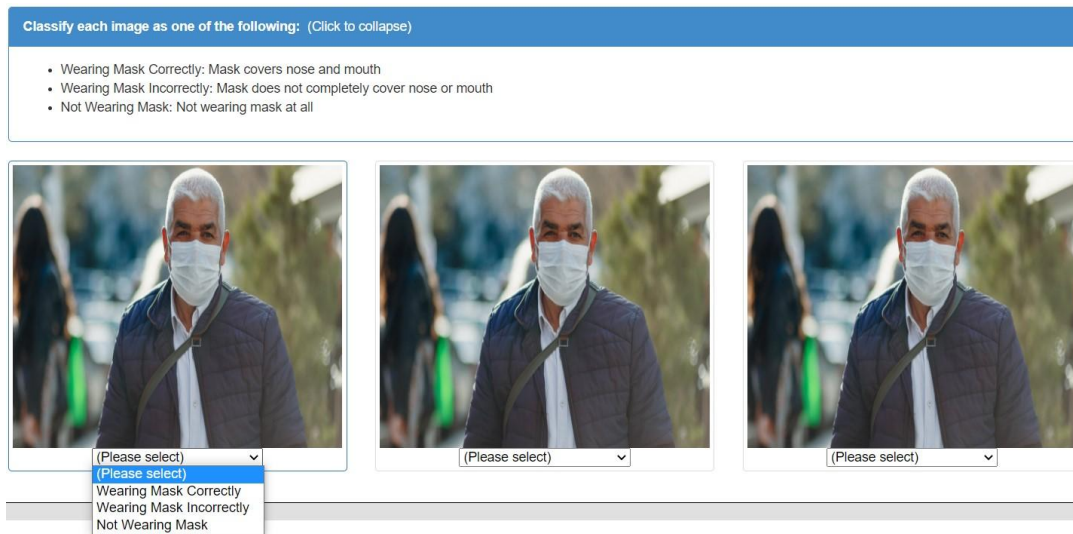 Classify each image as one of the following: (Click to collapse)
• Wearing Mask Correctly: Mask covers nose and mouth
• Wearing Mask Incorrectly: Mask does not completely cover nose or mouth
• Not Wearing Mask: Not wearing mask at all
(Please select) (Please select) (Please select)
(Please select)
Wearing Mask Correctly
Wearing Mask Incorrectly
Not Wearing Mask